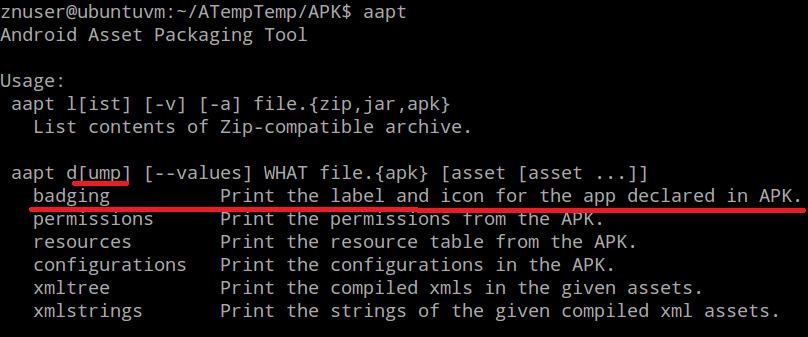 znuser@ubuntuvm:~/ATempTemp/APK$ aapt
Android Asset Packaging Tool
Usage:
aapt l[ist] [-v] [-a] file.{zip,jar,apk}
List contents of Zip-compatible archive.
aapt d[ump] [--values] WHAT file.{apk} [asset [asset ...]]
badging Print the label and icon for the app declared in APK.
permissions Print the permissions from the APK.
resources Print the resource table from the APK.
configurations Print the configurations in the APK.
xmltree Print the compiled xmls in the given assets.
xmlstrings Print the strings of the given compiled xml assets.